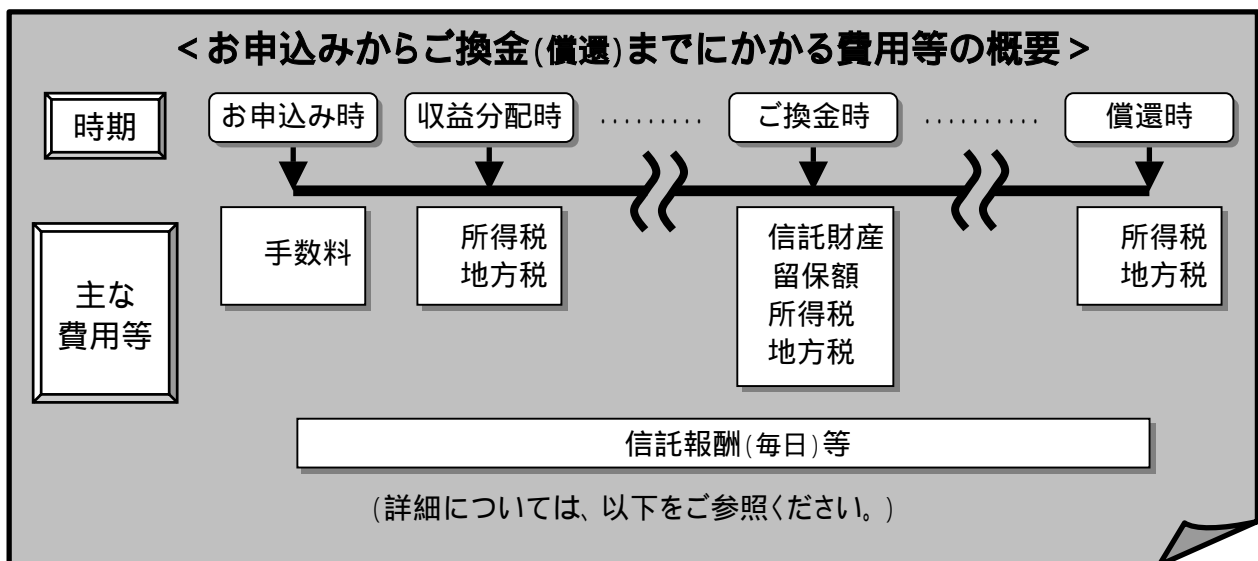 <お申込みからご換金(償還)までにかかる費用等の概要>
時期
お申込み時
収益分配時
………
ご換金時
…………
償還時
主な
費用等
手数料
所得税
地方税
信託財産
留保額
所得税
地方税
所得税
地方税
信託報酬(毎日)等
(詳細については、以下をご参照ください。)